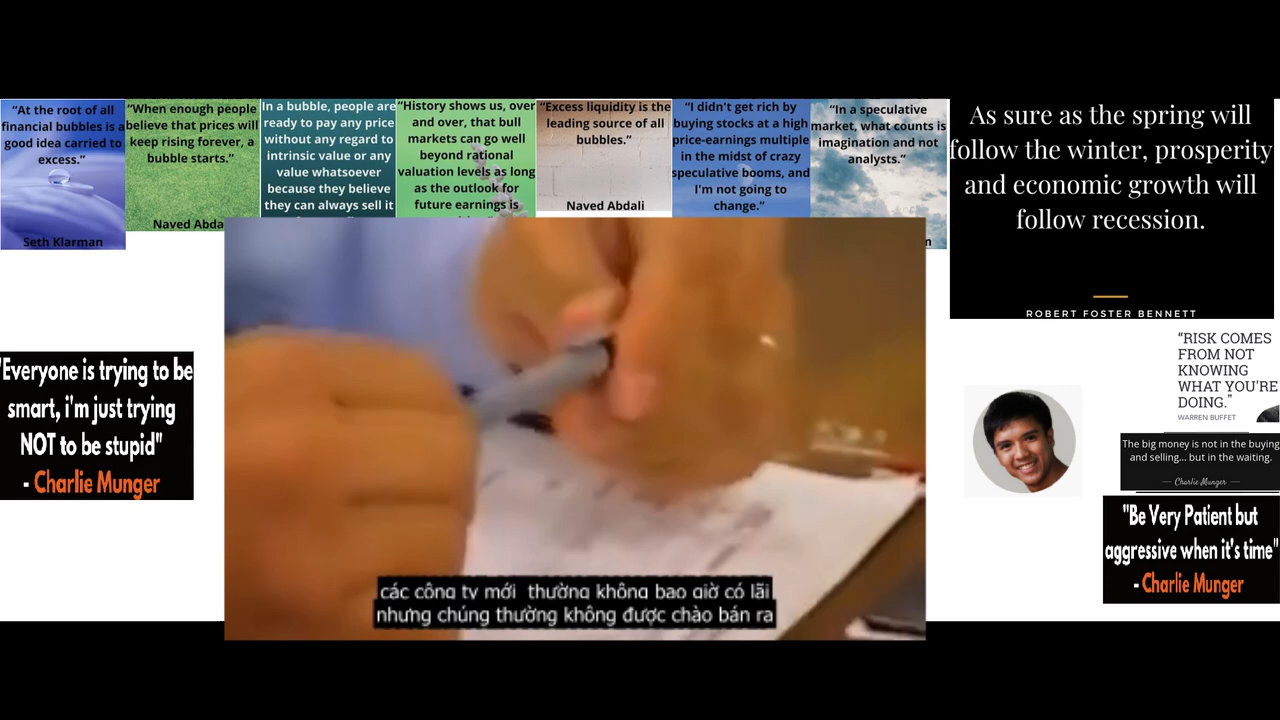 “At the root of all
financial bubbles is a
good idea carried to
excess.”
Seth Klarman
“When enough people
believe that prices will
keep rising forever, a
bubble starts.”
Naved Abda
In a bubble, people are
ready to pay any price
without any regard to
intrinsic value or any
value whatsoever
because they believe
they can always sell it
“History shows us, over
and over, that bull
markets can go well
beyond rational
valuation levels as long
as the outlook for
future earnings is
“Excess liquidity is the
leading source of all
bubbles.”
Naved Abdali
“I didn't get rich by
buying stocks at a high
price-earnings multiple
in the midst of crazy
speculative booms, and
I'm not going to
change.”
“In a speculative
market, what counts is
imagination and not
analysts.”
m
As sure as the spring will
follow the winter, prosperity
and economic growth will
follow recession.
ROBERT FOSTER BENNETT
"Everyone is trying to be
smart, i'm just trying
NOT to be stupid"
- Charlie Munger
“RISK COMES
FROM NOT
KNOWING
WHAT YOU'RE
DOING."
WARREN BUFFET
The big money is not in the buying
and selling... but in the waiting.
— Charlie Munger —
"Be Very Patient but
aggressive when it's time"
- Charlie Munger
các công ty mới thường không bao giờ có lãi
nhưng chúng thường không được chào bán ra